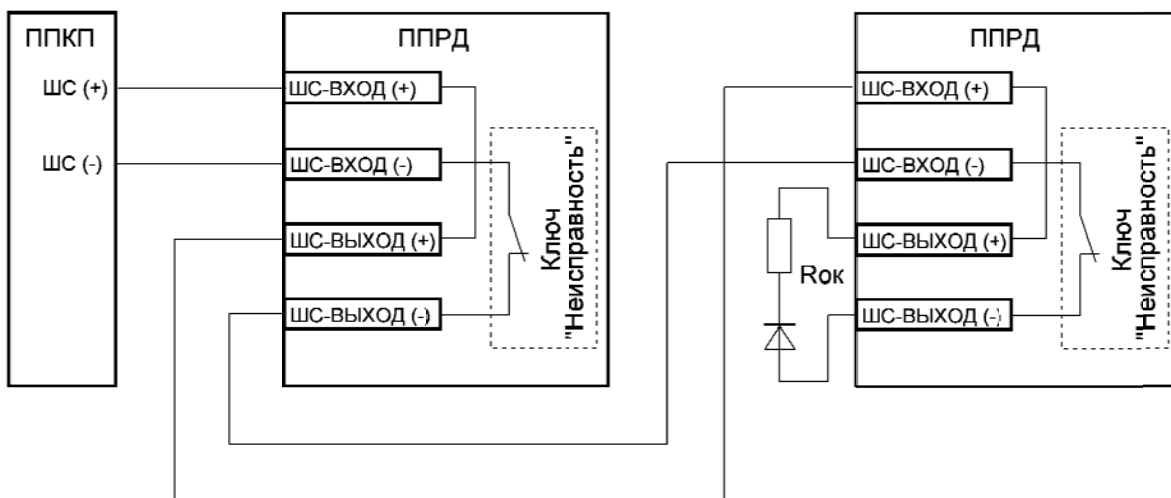 ППКП
ШС (+)
ШС (-)
ППРД
ШС-ВХОД (+)
ШС-ВХОД (-)
ШС-ВЫХОД (+)
ШС-ВЫХОД (-)
Ключ
"Неисправность"
Rок
ППРД
ШС-ВХОД (+)
ШС-ВХОД (-)
ШС-ВЫХОД (+)
ШС-ВЫХОД (-)
Ключ
"Неисправность"